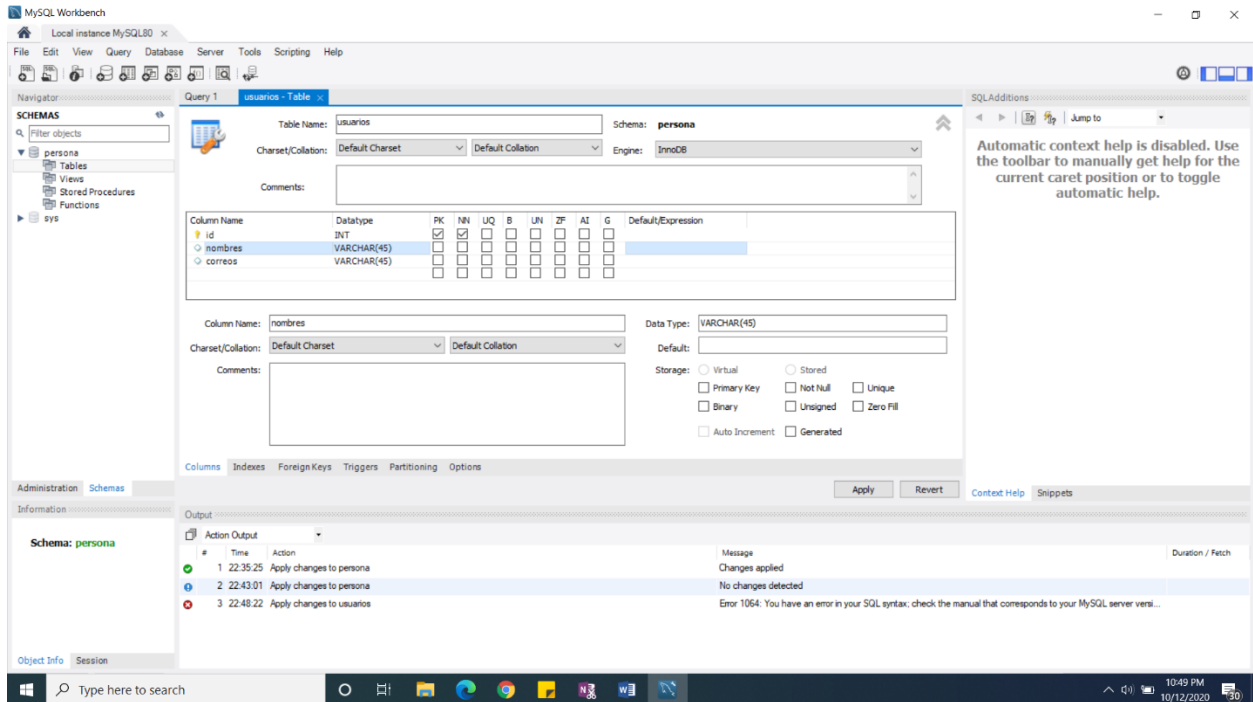 MySQL Workbench
Local instance MySQL80 ×
File Edit View Query Database Server Tools Scripting Help
Navigator
SCHEMAS
Filter objects
persona
Tables
Views
Stored Procedures
Functions
sys
Administration Schemas
Information
Schema: persona
Object Info Session
Query 1 usuarios - Table ×
Table Name: usuarios Schema: persona
Charset/Collation: Default Charset Default Collation Engine: InnoDB
Comments:
Column Name Datatype PK NN UQ B UN ZF AI G Default/Expression
id INT
nombres VARCHAR(45)
correos VARCHAR(45)
Column Name: nombres Data Type: VARCHAR(45)
Charset/Collation: Default Charset Default Collation Default:
Comments: Storage: Virtual Stored
Primary Key Not Null Unique
Binary Unsigned Zero Fill
Auto Increment Generated
Columns Indexes Foreign Keys Triggers Partitioning Options
Apply Revert
Output
Action Output
# Time Action Message Duration / Fetch
1 22:35:25 Apply changes to persona Changes applied
2 22:43:01 Apply changes to persona No changes detected
3 22:48:22 Apply changes to usuarios Error 1064: You have an error in your SQL syntax; check the manual that corresponds to your MySQL server versi...
SQLAdditions
Jump to
Automatic context help is disabled. Use
the toolbar to manually get help for the
current caret position or to toggle
automatic help.
Context Help Snippets
Type here to search
10:49 PM
10/12/2020
30